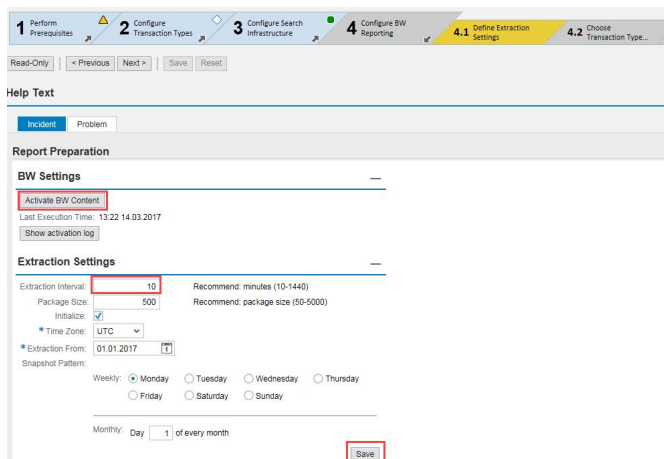 1 Perform Prerequisites
2 Configure Transaction Types
3 Configure Search Infrastructure
4 Configure BW Reporting
4.1 Define Extraction Settings
4.2 Choose Transaction Type...
Read-Only < Previous Next > Save Reset
Help Text
Incident Problem
Report Preparation
BW Settings
Activate BW Content
Last Execution Time: 13:22 14.03.2017
Show activation log
Extraction Settings
Extraction Interval: 10 Recommend: minutes (10-1440)
Package Size: 500 Recommend: package size (50-5000)
Initialize:
* Time Zone: UTC
* Extraction From: 01.01.2017 1
Snapshot Pattern:
Weekly: Monday Tuesday Wednesday Thursday
Friday Saturday Sunday
Monthly: Day 1 of every month
Save